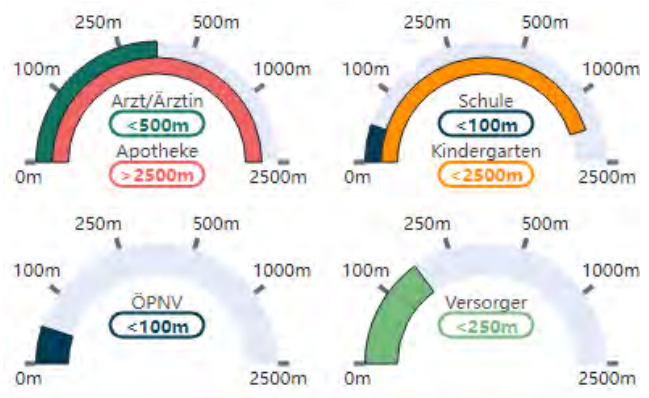 250m 500m
100m 1000m
Arzt/Ärztin
<500m
Apotheke
>2500m
0m 2500m
250m 500m
100m 1000m
Schule
<100m
Kindergarten
<2500m
0m 2500m
250m 500m
100m 1000m
ÖPNV
<100m
0m 2500m
250m 500m
100m 1000m
Versorger
<250m
0m 2500m